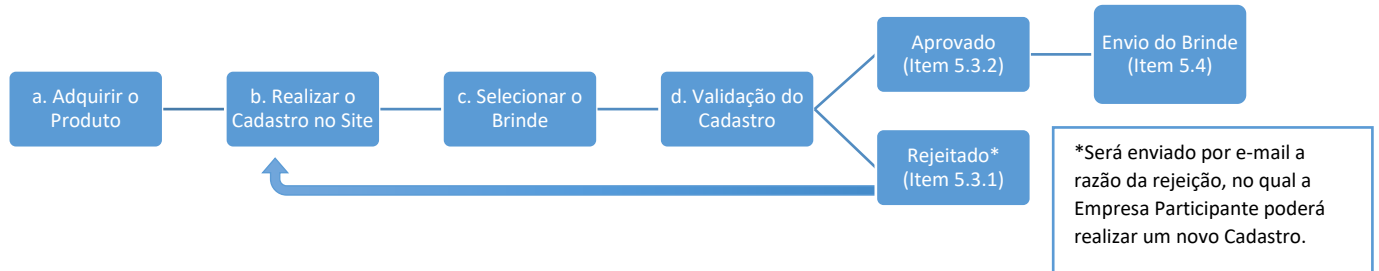 a. Adquirir o
Produto
b. Realizar o
Cadastro no Site
c. Selecionar o
Brinde
d. Validação do
Cadastro
Aprovado
(Item 5.3.2)
Envio do Brinde
(Item 5.4)
Rejeitado*
(Item 5.3.1)
*Será enviado por e-mail a
razão da rejeição, no qual a
Empresa Participante poderá
realizar um novo Cadastro.